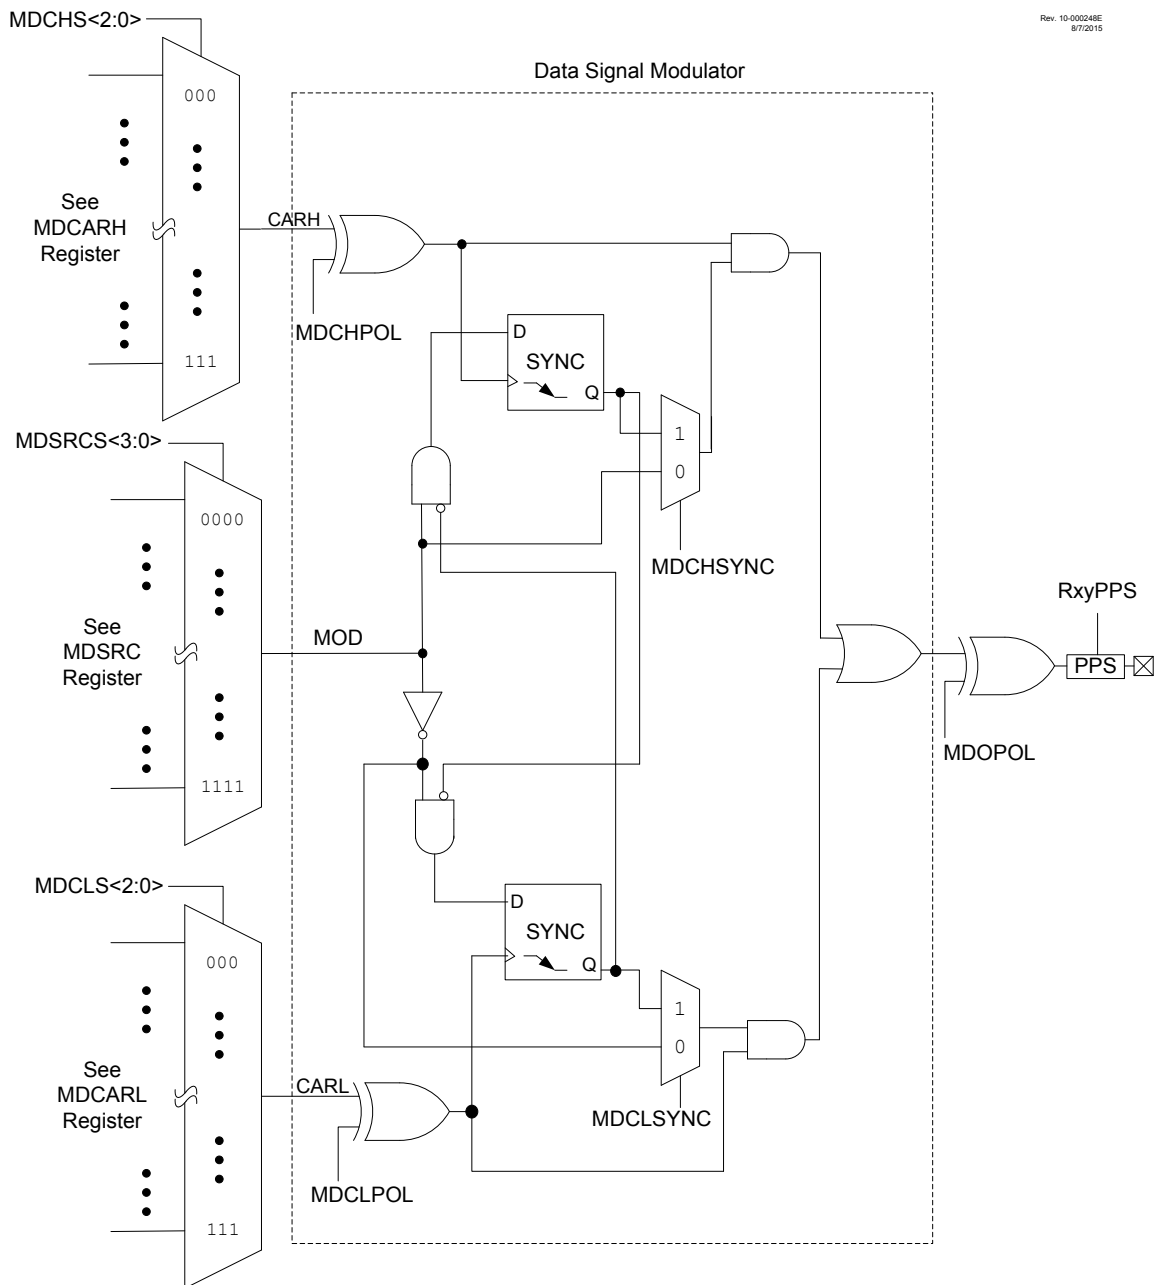 MDCHS<2:0>
Rev. 10-000248E
8/7/2015
Data Signal Modulator
000
See
MDCARH
Register
CARH
111
MDCHPOL
D
SYNC
Q
1
0
MDCHSYNC
MDSRCS<3:0>
0000
See
MDSRC
Register
MOD
1111
RxyPPS
PPS
MDOPOL
MDCLS<2:0>
000
See
MDCARL
Register
CARL
111
MDCLPOL
D
SYNC
Q
1
0
MDCLSYNC